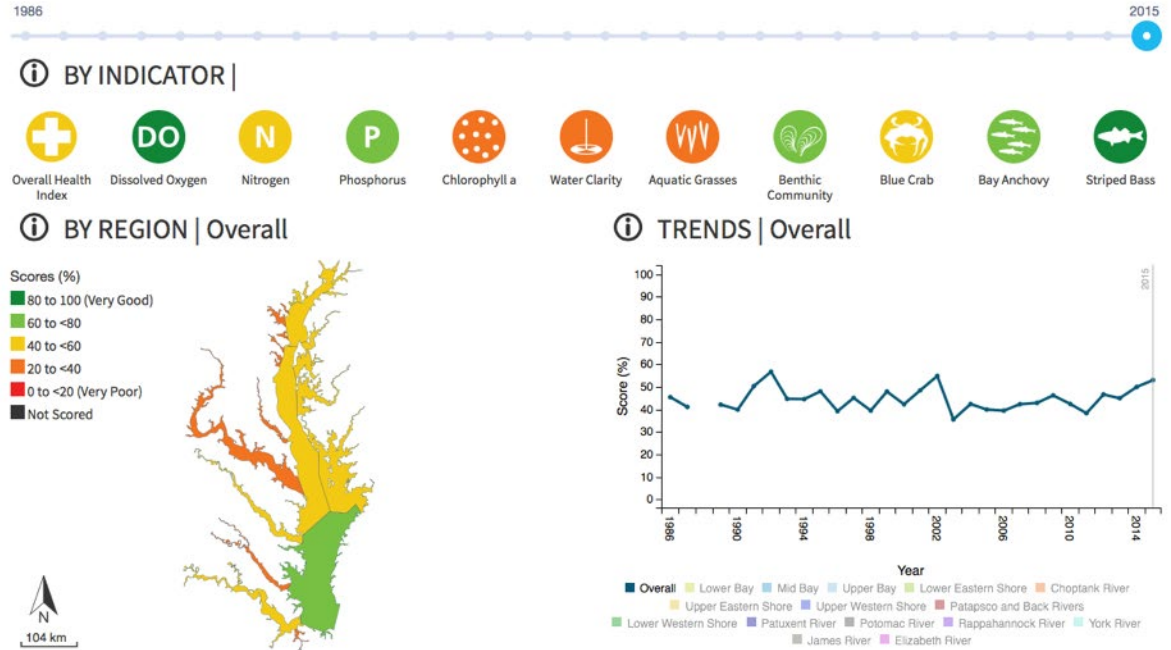 1986
2015
BY INDICATOR |
DO
N
P
Overall Health
Index
Dissolved Oxygen
Nitrogen
Phosphorus
Chlorophyll a
Water Clarity
Aquatic Grasses
Benthic
Community
Blue Crab
Bay Anchovy
Striped Bass
BY REGION | Overall
Scores (%)
80 to 100 (Very Good)
60 to <80
40 to <60
20 to <40
0 to <20 (Very Poor)
Not Scored
N
104 km
TRENDS | Overall
2015
Score (%)
100
90
80
70
60
50
40
30
20
10
0
1986
1990
1994
1998
2002
2006
2010
2014
Year
Overall Lower Bay Mid Bay Upper Bay Lower Eastern Shore Choptank River
Upper Eastern Shore Upper Western Shore Patapsco and Back Rivers
Lower Western Shore Patuxent River Potomac River Rappahannock River York River
James River Elizabeth River